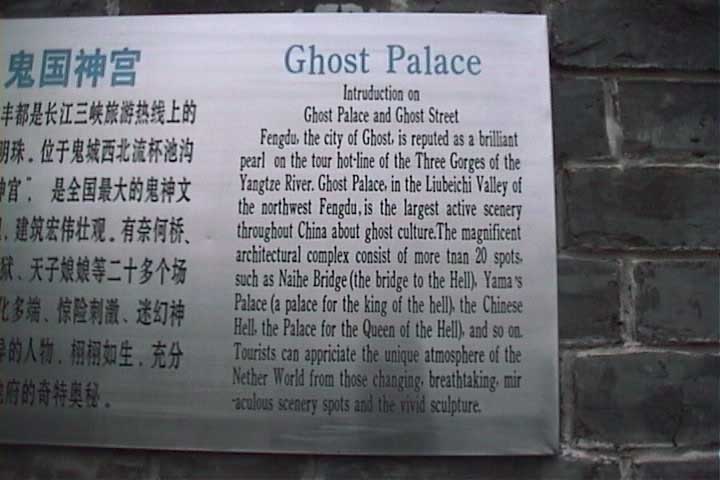 鬼国神宫
丰都是长江三峡旅游热线上的
明珠。位于鬼城西北流杯池沟
神宫”，是全国最大的鬼神文
，建筑宏伟壮观。有奈何桥、
狱、天子娘娘等二十多个场
化多端、惊险刺激、迷幻神
的人物，栩栩如生，充分
地府的奇特奥秘。
Ghost Palace
Intruduction on
Ghost Palace and Ghost Street
Fengdu, the city of Ghost, is reputed as a brilliant
pearl on the tour hot-line of the Three Gorges of the
Yangtze River. Ghost Palace, in the Liubeichi Valley of
the northwest Fengdu, is the largest active scenery
throughout China about ghost culture.The magnificent
architectural complex consist of more tnan 20 spots,
such as Naihe Bridge (the bridge to the Hell), Yama's
Palace (a palace for the king of the hell), the Chinese
Hell, the Palace for the Queen of the Hell), and so on.
Tourists can appriciate the unique atmosphere of the
Nether World from those changing, breathtaking, mir
-aculous scenery spots and the vivid sculpture.